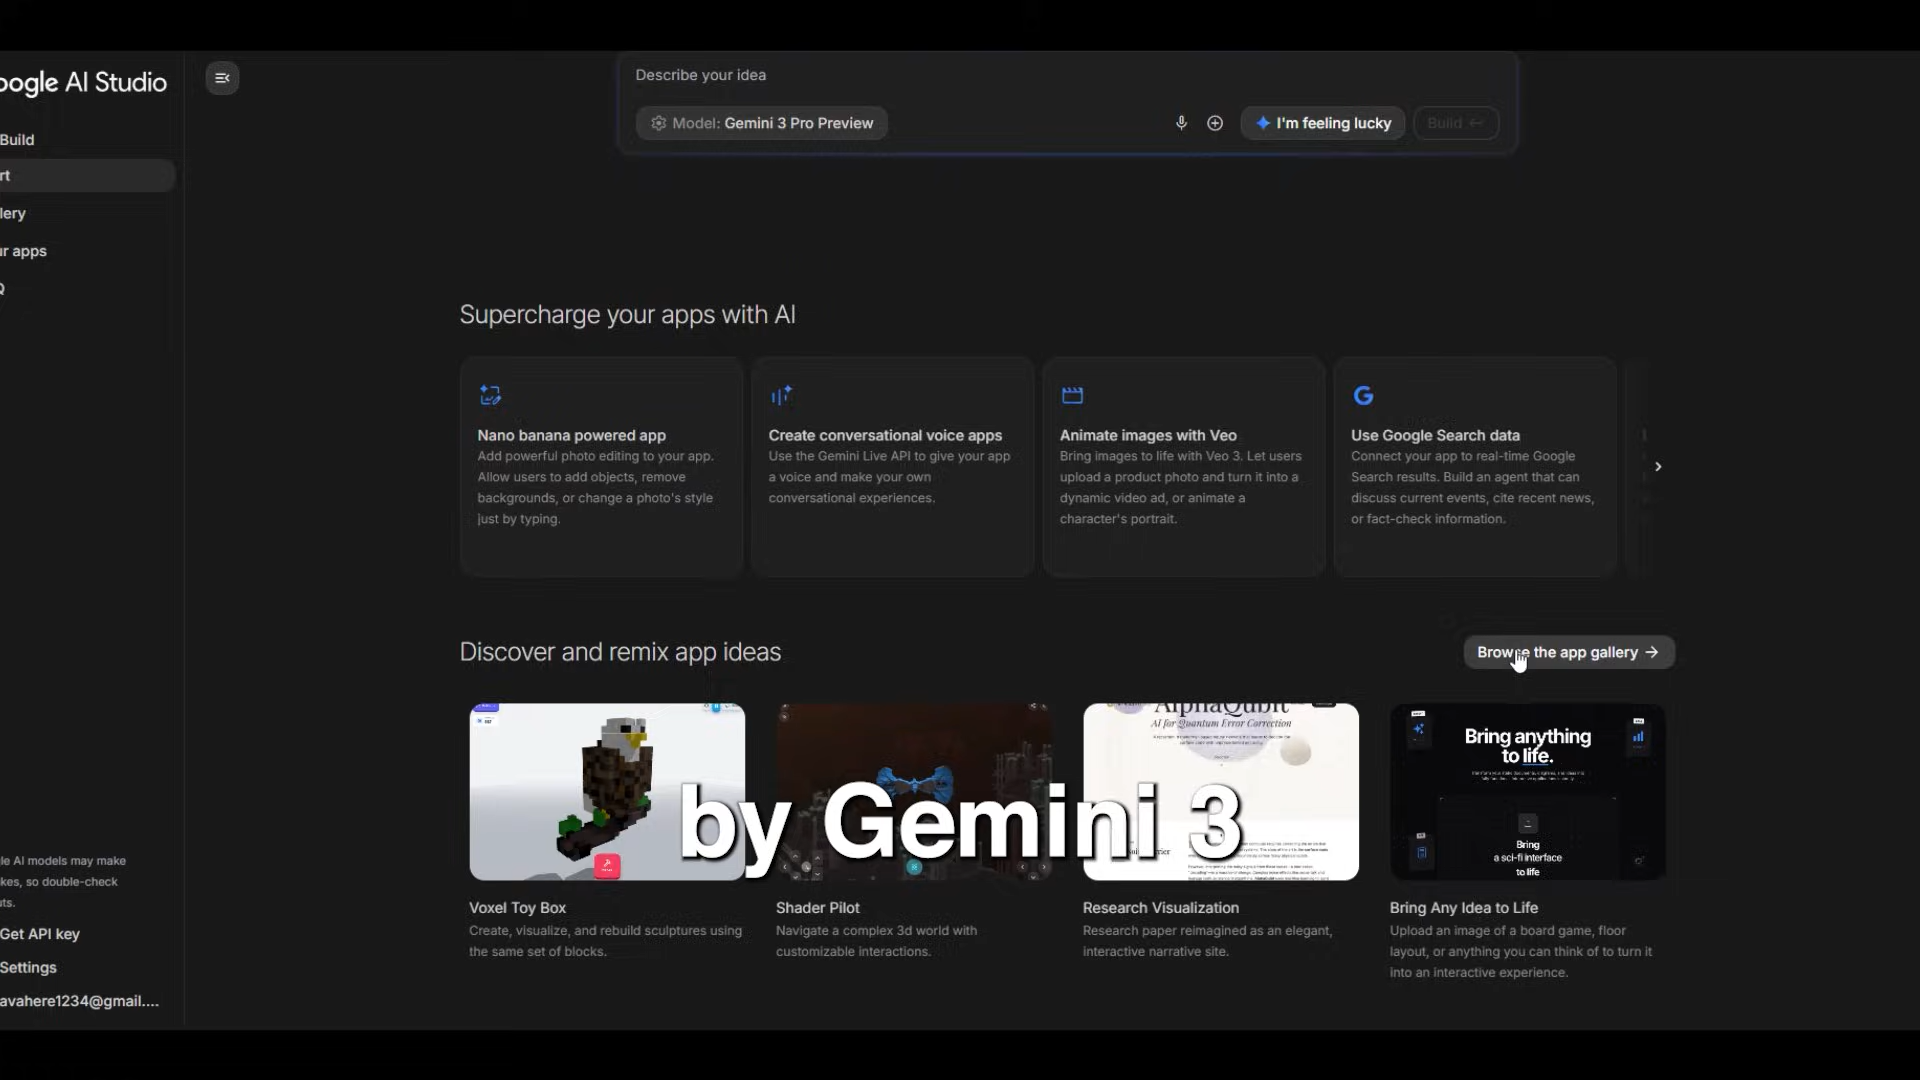 oogle AI Studio
Build
rt
lery
ur apps
Q
le AI models may make
kes, so double-check
uts.
Get API key
Settings
avahere1234@gmail....
Describe your idea
Model: Gemini 3 Pro Preview
I'm feeling lucky
Build
Supercharge your apps with AI
Nano banana powered app
Add powerful photo editing to your app.
Allow users to add objects, remove
backgrounds, or change a photo's style
just by typing.
Create conversational voice apps
Use the Gemini Live API to give your app
a voice and make your own
conversational experiences.
Animate images with Veo
Bring images to life with Veo 3. Let users
upload a product photo and turn it into a
dynamic video ad, or animate a
character's portrait.
Use Google Search data
Connect your app to real-time Google
Search results. Build an agent that can
discuss current events, cite recent news,
or fact-check information.
Discover and remix app ideas
Browse the app gallery
AlphaQubit
AI for Quantum Error Correction
Bring anything
to life.
Bring
a sci-fi interface
to life
by Gemini 3
Voxel Toy Box
Create, visualize, and rebuild sculptures using
the same set of blocks.
Shader Pilot
Navigate a complex 3d world with
customizable interactions.
Research Visualization
Research paper reimagined as an elegant,
interactive narrative site.
Bring Any Idea to Life
Upload an image of a board game, floor
layout, or anything you can think of to turn it
into an interactive experience.